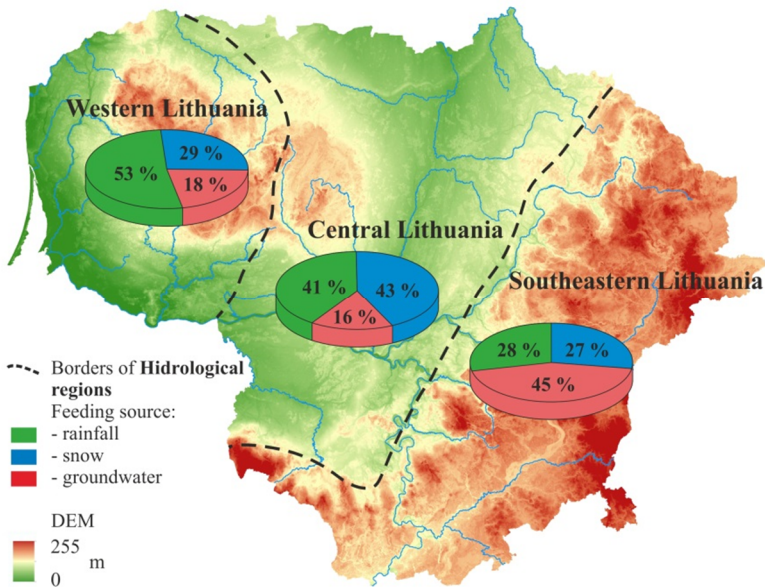 Western Lithuania
29 %
53 %
18 %
Central Lithuania
41 %
43 %
16 %
Southeastern Lithuania
28 %
27 %
45 %
Borders of Hidrological
regions
Feeding source:
- rainfall
- snow
- groundwater
DEM
255
m
0